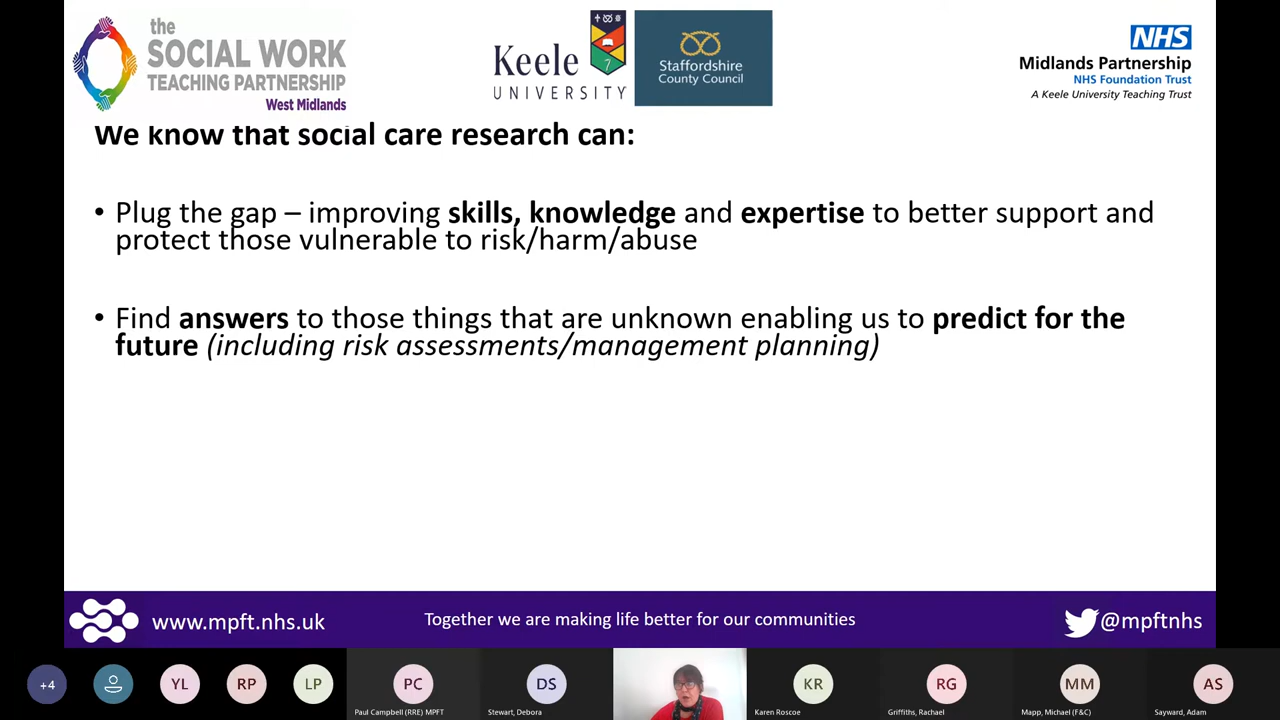 the
SOCIAL WORK
TEACHING PARTNERSHIP
West Midlands
Keele
UNIVERSITY
Staffordshire
County Council
NHS
Midlands Partnership
NHS Foundation Trust
A Keele University Teaching Trust
We know that social care research can:
• Plug the gap – improving skills, knowledge and expertise to better support and
protect those vulnerable to risk/harm/abuse
• Find answers to those things that are unknown enabling us to predict for the
future (including risk assessments/management planning)
www.mpft.nhs.uk
Together we are making life better for our communities
@mpftnhs
+4
YL
RP
LP
PC
DS
KR
RG
MM
AS
Paul Campbell (RRE) MPFT
Stewart, Debora
Karen Roscoe
Griffiths, Rachael
Mapp, Michael (F&C)
Sayward, Adam